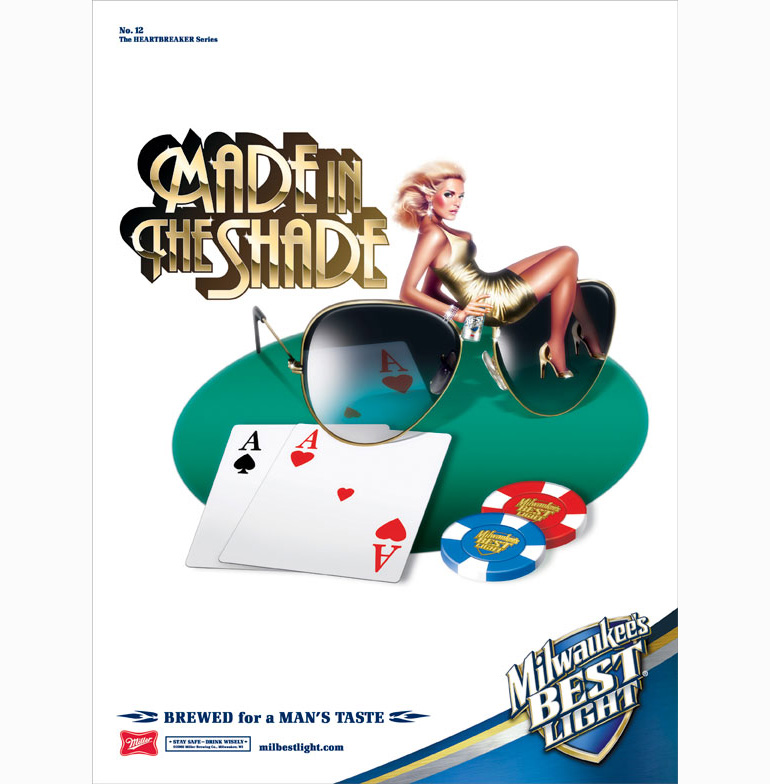 No. 12
The HEARTBREAKER Series
MADE IN
THE SHADE
A
A
A
A
Milwaukee's
BEST
LIGHT
Milwaukee's
BEST
LIGHT
Milwaukee's
BEST
LIGHT®
BREWED for a MAN'S TASTE
Miller
• STAY SAFE—DRINK WISELY •
milbestlight.com